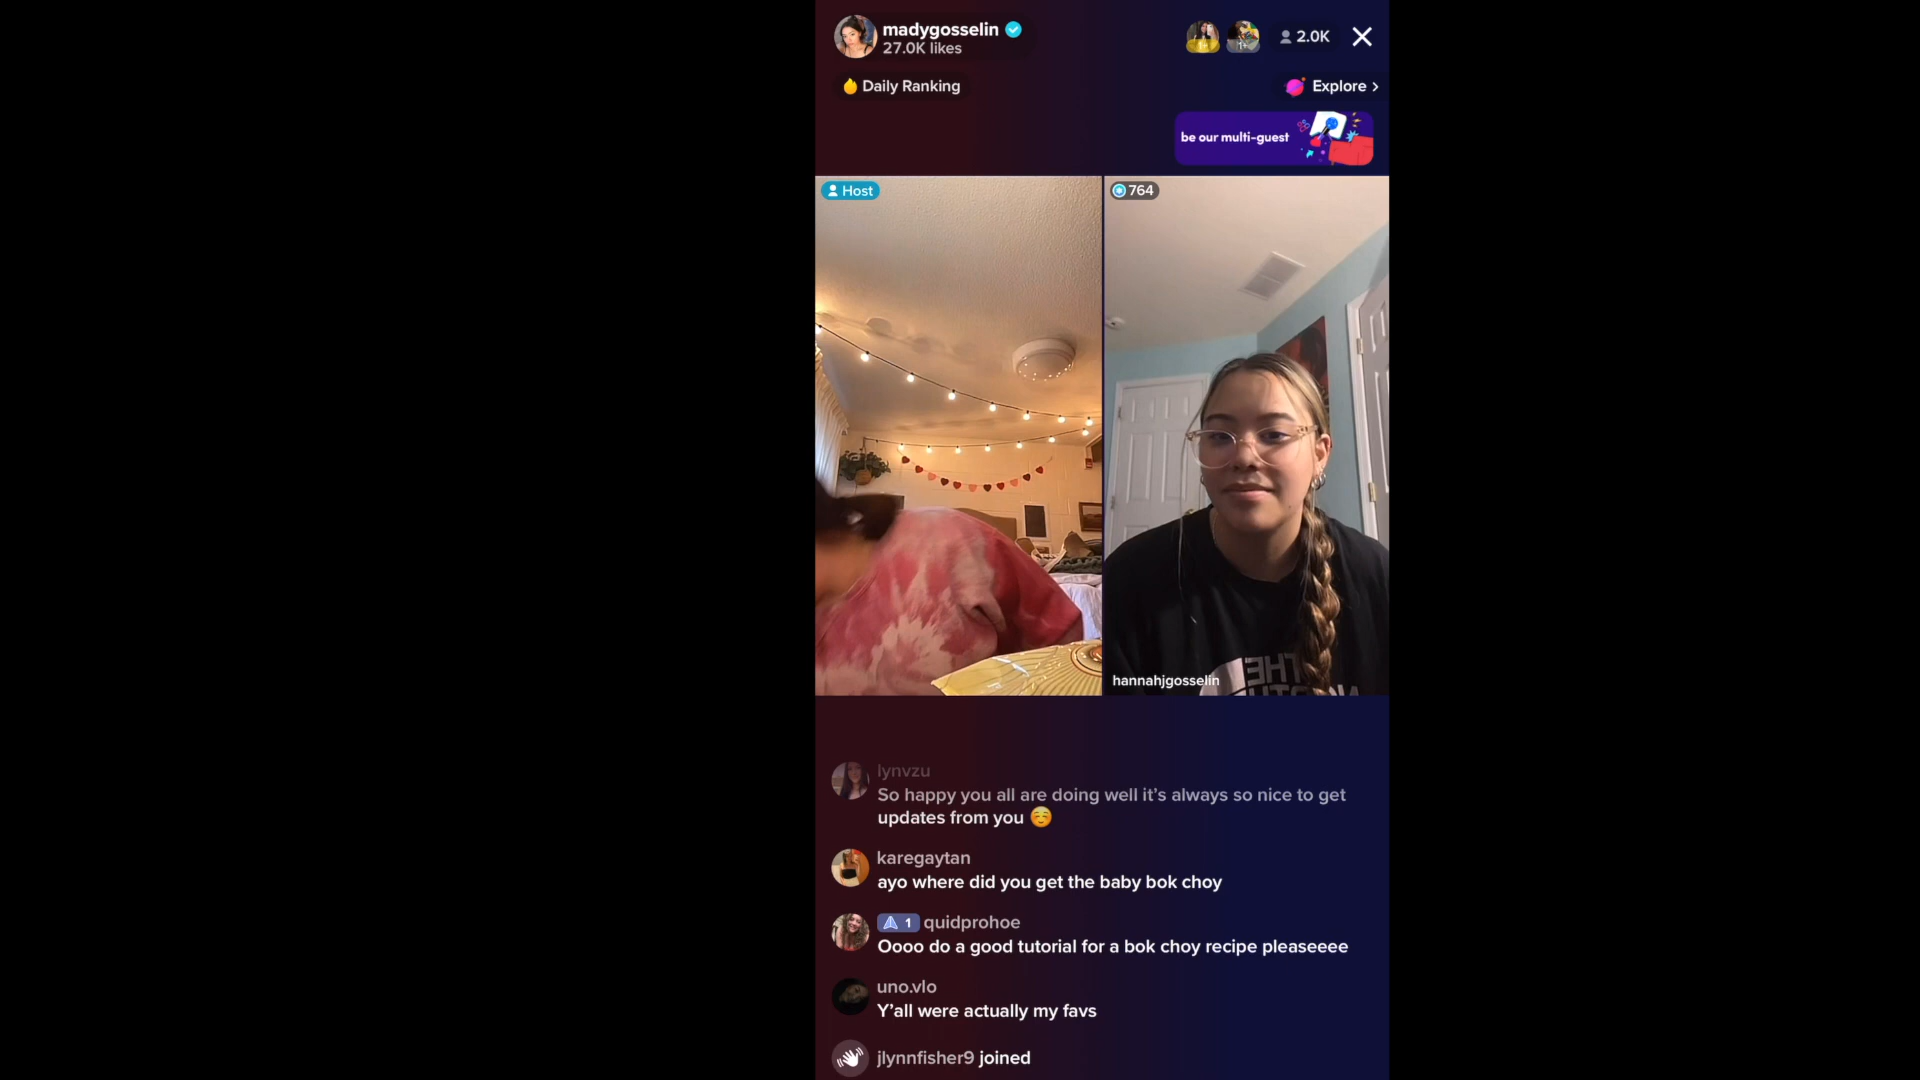 madygosselin
27.0K likes
2.0K
Daily Ranking
Explore >
be our multi-guest
Host
764
THE
hannahjgosselin
lynvzu
So happy you all are doing well it's always so nice to get
updates from you ☺️
karegaytan
ayo where did you get the baby bok choy
1 quidprohoe
Oooo do a good tutorial for a bok choy recipe pleaseeee
uno.vlo
Y'all were actually my favs
jlynnfisher9 joined